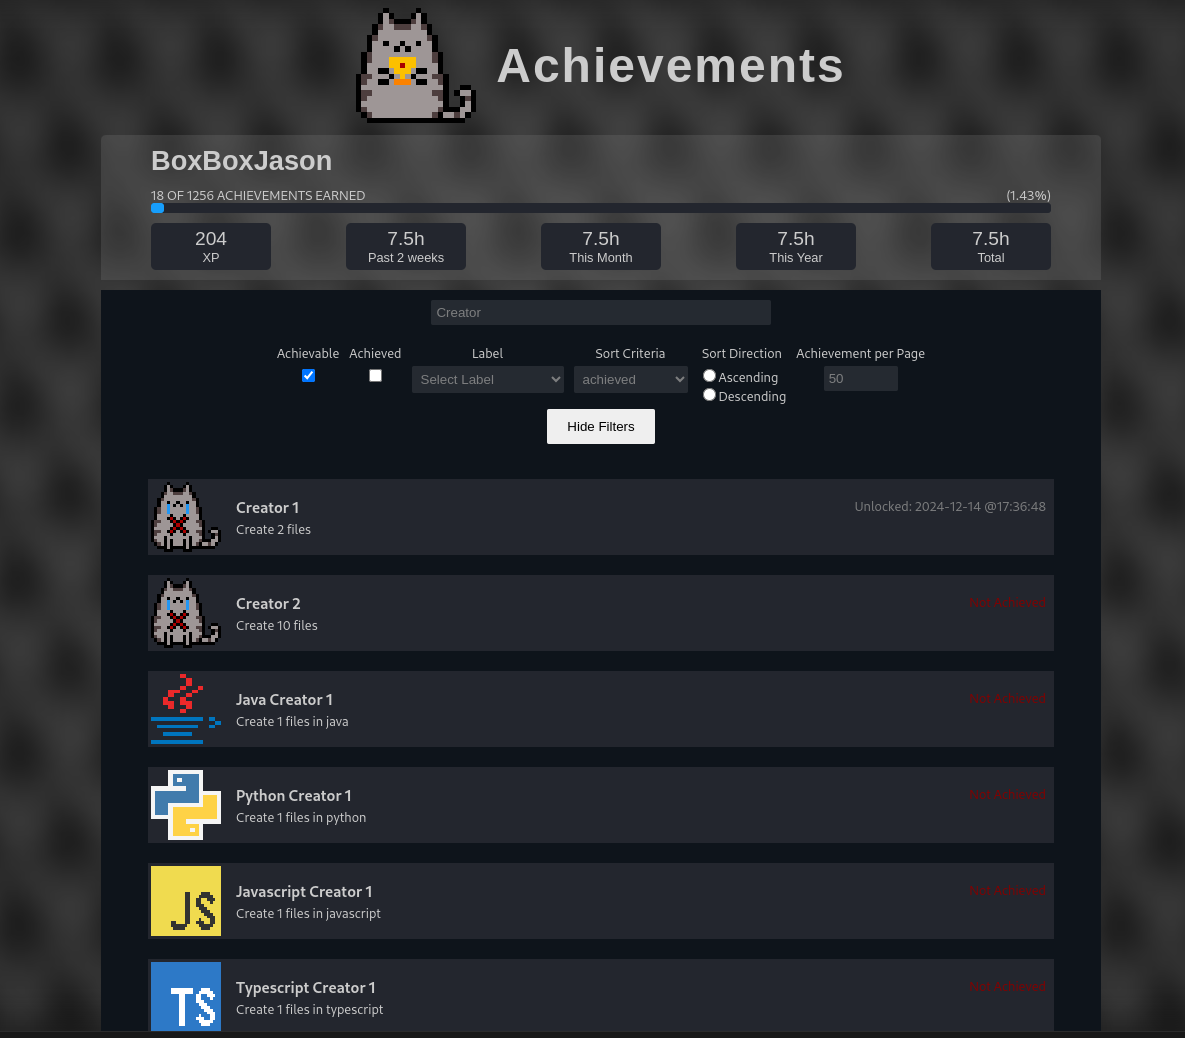 Achievements
BoxBoxJason
18 OF 1256 ACHIEVEMENTS EARNED (1.43%)
204 7.5h 7.5h 7.5h 7.5h
XP Past 2 weeks This Month This Year Total
Creator
Achievable Achieved Label Sort Criteria Sort Direction Achievement per Page
Select Label achieved Ascending 50
Descending
Hide Filters
Creator 1 Unlocked: 2024-12-14 @17:36:48
Create 2 files
Creator 2 Not Achieved
Create 10 files
Java Creator 1 Not Achieved
Create 1 files in java
Python Creator 1 Not Achieved
Create 1 files in python
Javascript Creator 1 Not Achieved
JS
Create 1 files in javascript
Typescript Creator 1 Not Achieved
TS
Create 1 files in typescript